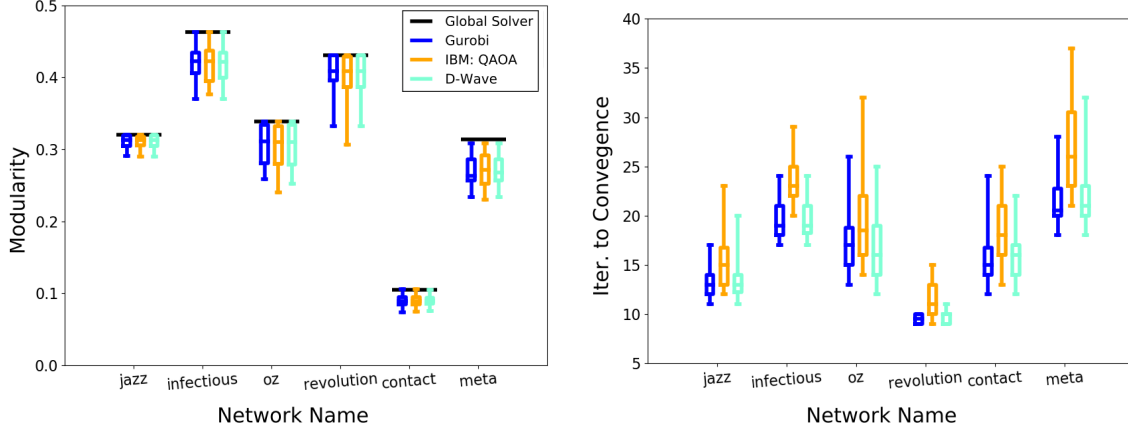 0.5
0.4
0.3
0.2
0.1
0.0
Modularity
Global Solver
Gurobi
IBM: QAOA
D-Wave
jazz infectious oz revolution contact meta
Network Name
40
35
30
25
20
15
10
5
Iter. to Convegence
jazz infectious oz revolution contact meta
Network Name